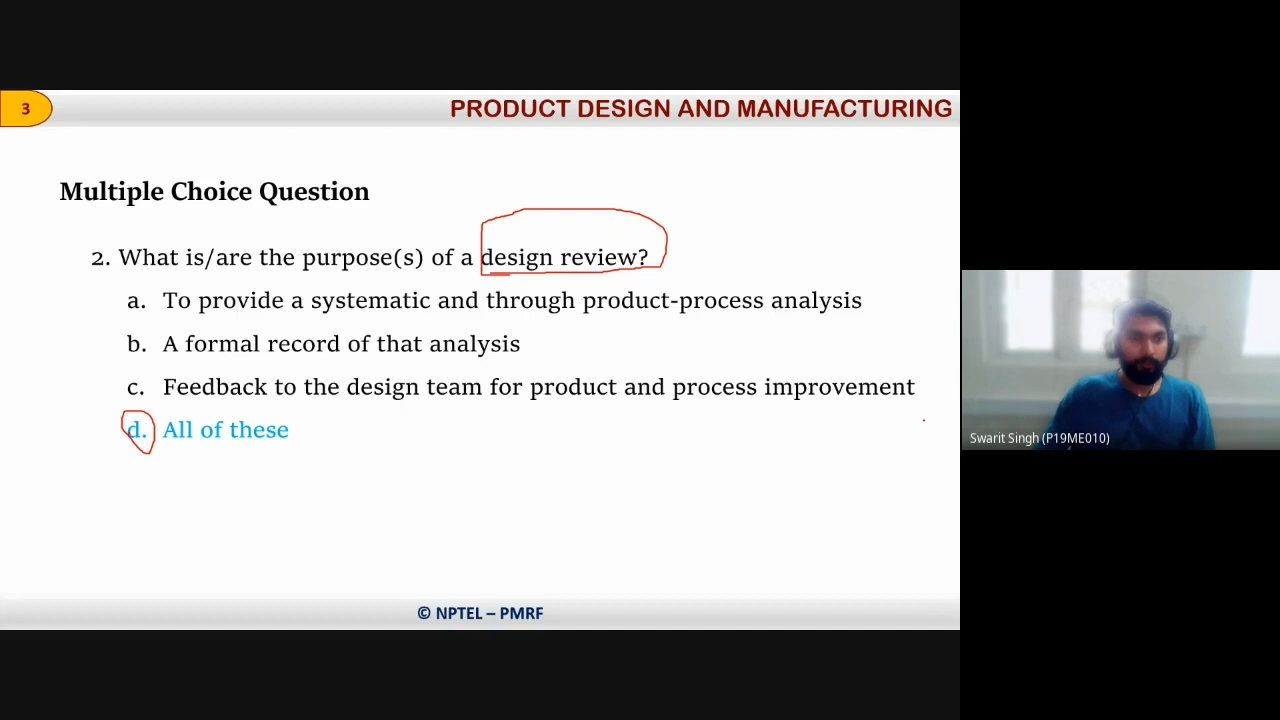 3
PRODUCT DESIGN AND MANUFACTURING
Multiple Choice Question
2. What is/are the purpose(s) of a design review?
a. To provide a systematic and through product-process analysis
b. A formal record of that analysis
c. Feedback to the design team for product and process improvement
d. All of these
© NPTEL – PMRF
Swarit Singh (P19ME010)